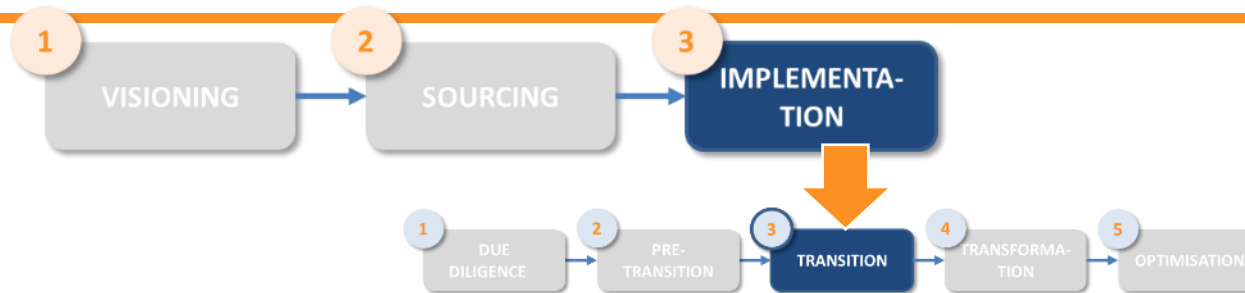 1
VISIONING
2
SOURCING
3
IMPLEMENTA-
TION
1
DUE
DILIGENCE
2
PRE-
TRANSITION
3
TRANSITION
4
TRANSFORMA-
TION
5
OPTIMISATION